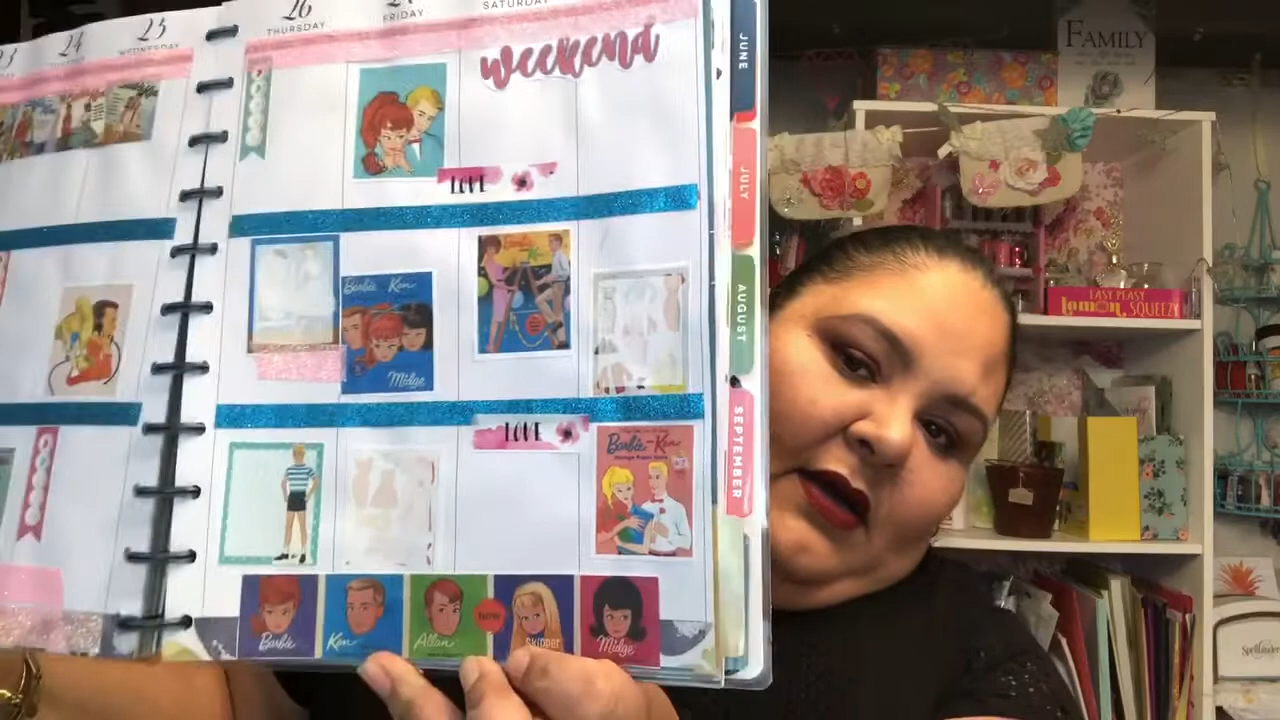 24
25
WEDNESDAY
26
THURSDAY
FRIDAY
SATURDAY
weekend
LOVE
Barbie Ken
Midge
LOVE
Barbie-Ken
Barbie
Ken
Allan
New
SKIPPER
Midge
JUNE
JULY
AUGUST
SEPTEMBER
FAMILY
EASY PEASY
lemon SQUEEZY